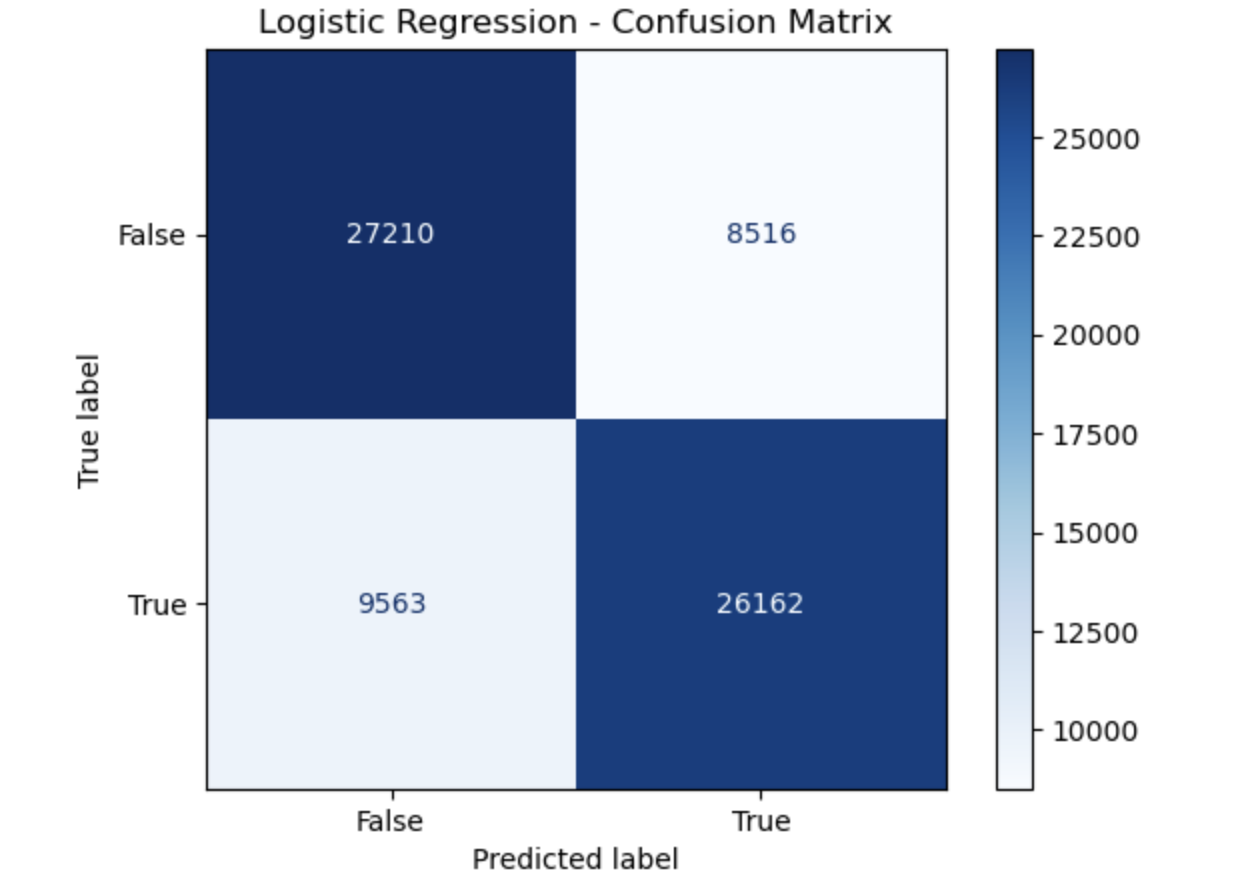 Logistic Regression - Confusion Matrix
True label
False
True
27210
8516
9563
26162
False
True
Predicted label
25000
22500
20000
17500
15000
12500
10000